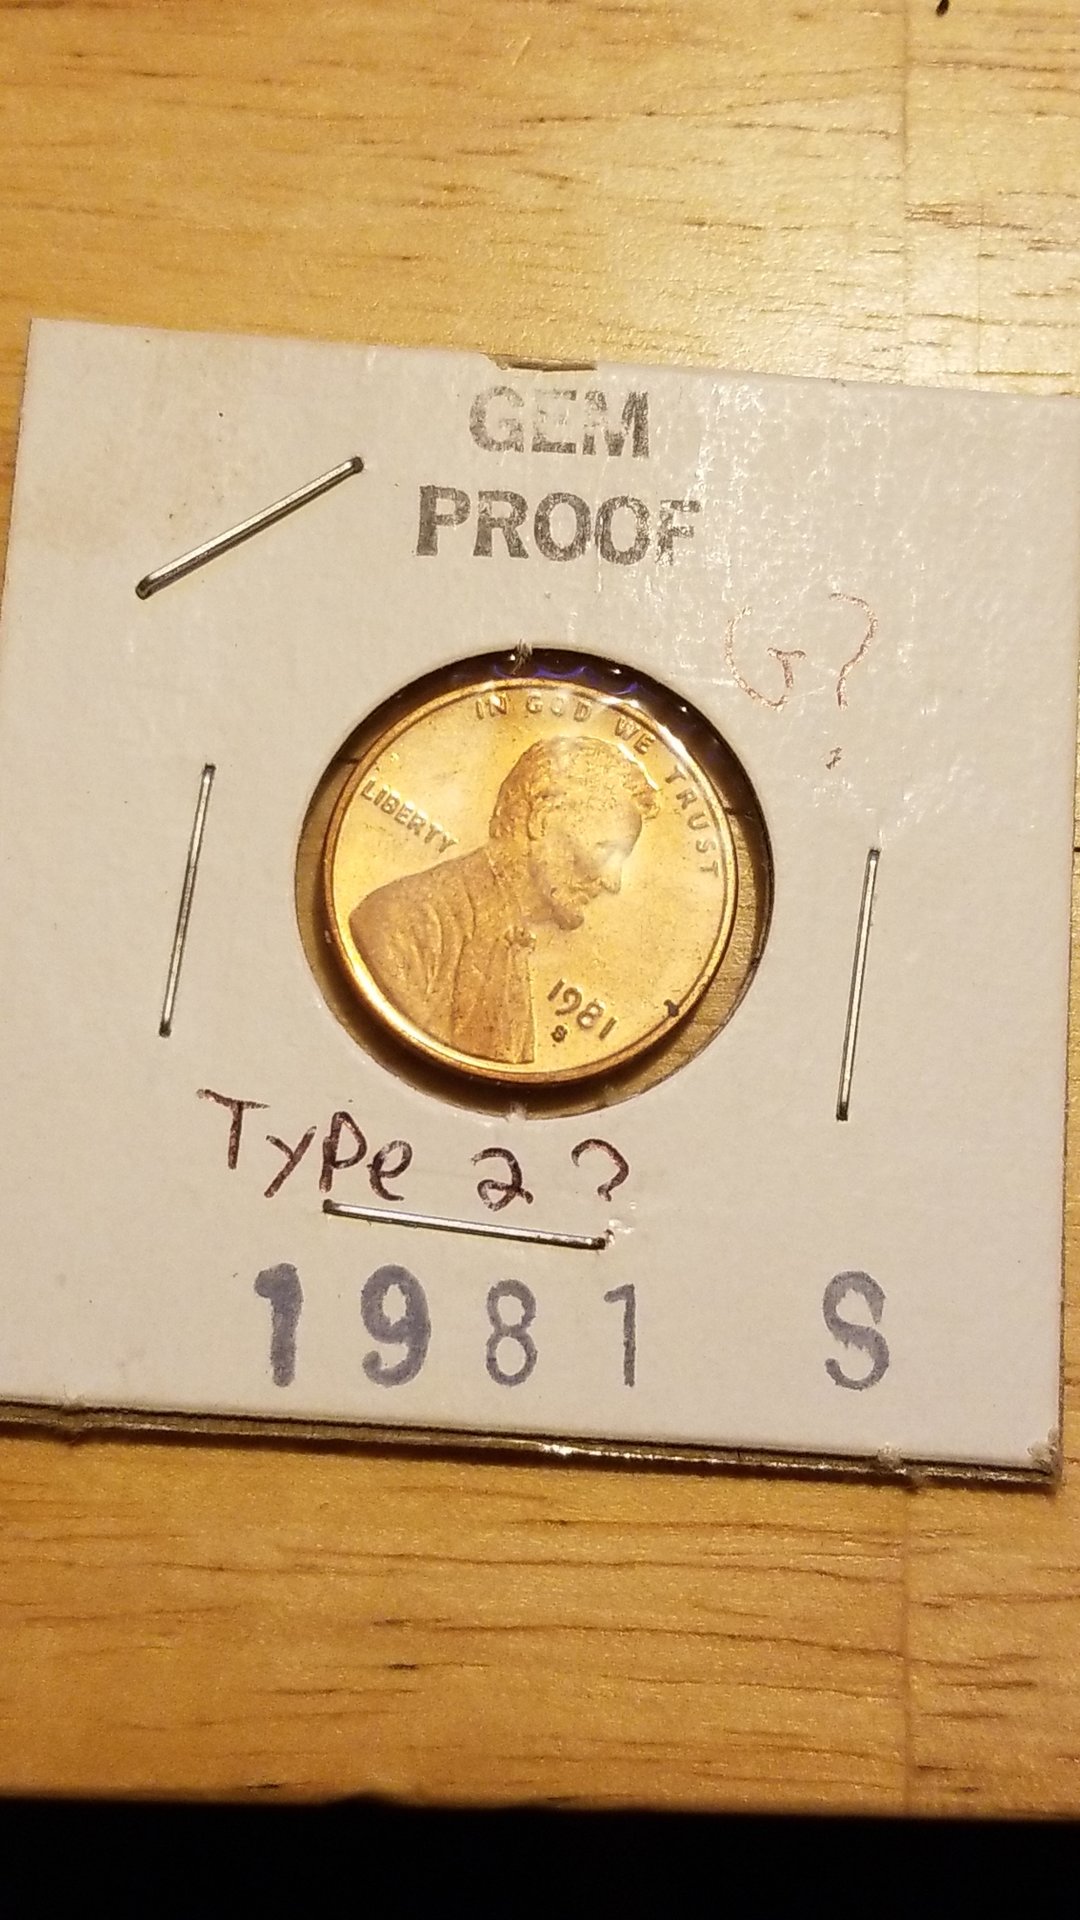 GEM
PROOF
G?
IN GOD WE TRUST
LIBERTY
1981
S
Type 2?
1981 S